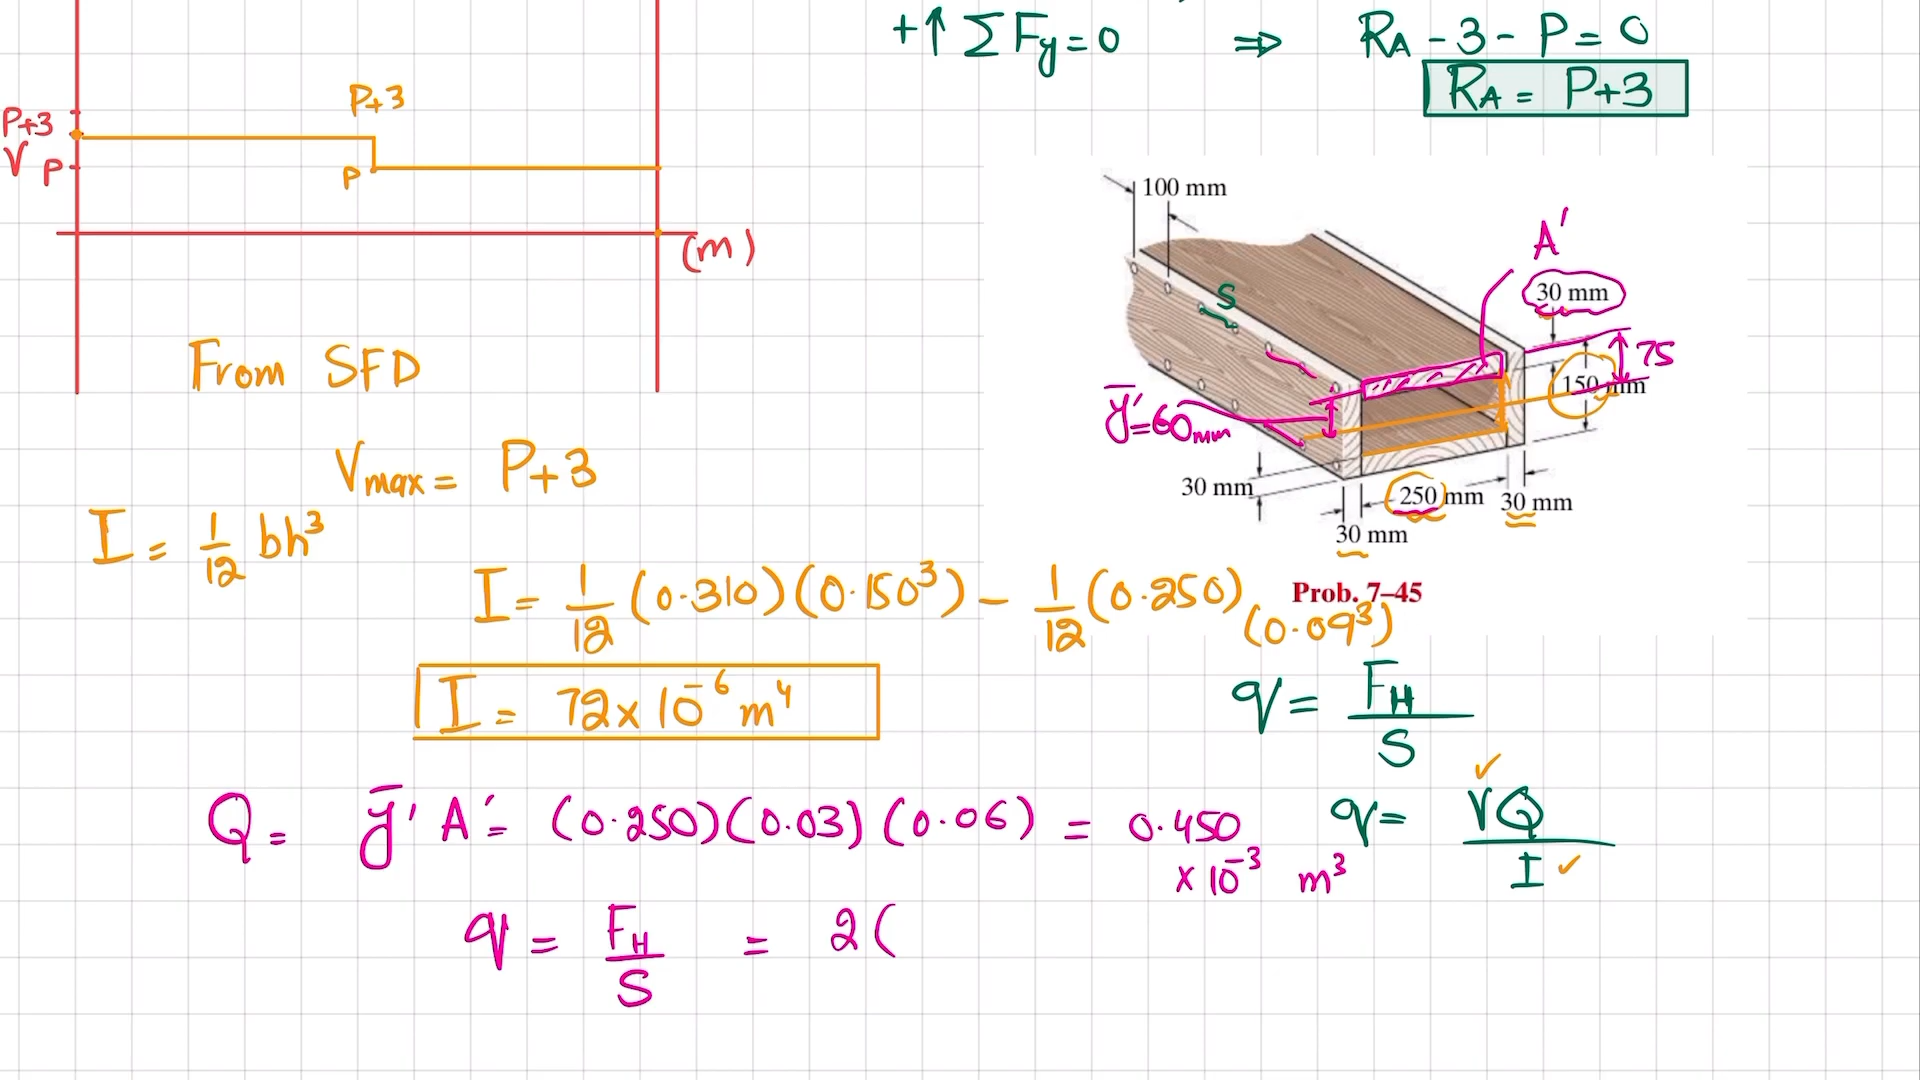 +↑ ΣFy=0 ⇒ RA - 3 - P = 0
RA = P+3
P+3
P+3
V P
P
(m)
100 mm
A'
30 mm
S
75
150 mm
ȳ'=60mm
30 mm
250 mm
30 mm
30 mm
Prob. 7–45
From SFD
Vmax = P+3
I = 1/12 bh³
I = 1/12 (0.310)(0.150³) - 1/12 (0.250)(0.09³)
I = 72×10⁻⁶ m⁴
q = FH/S
Q = ȳ' A' = (0.250)(0.03)(0.06) = 0.450 ×10⁻³ m³
q = VQ/I
q = FH/S = 2(